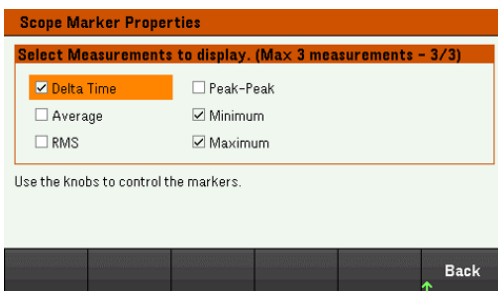 Scope Marker Properties
Select Measurements to display. (Max 3 measurements - 3/3)
Delta Time Peak-Peak
Average Minimum
RMS Maximum
Use the knobs to control the markers.
Back